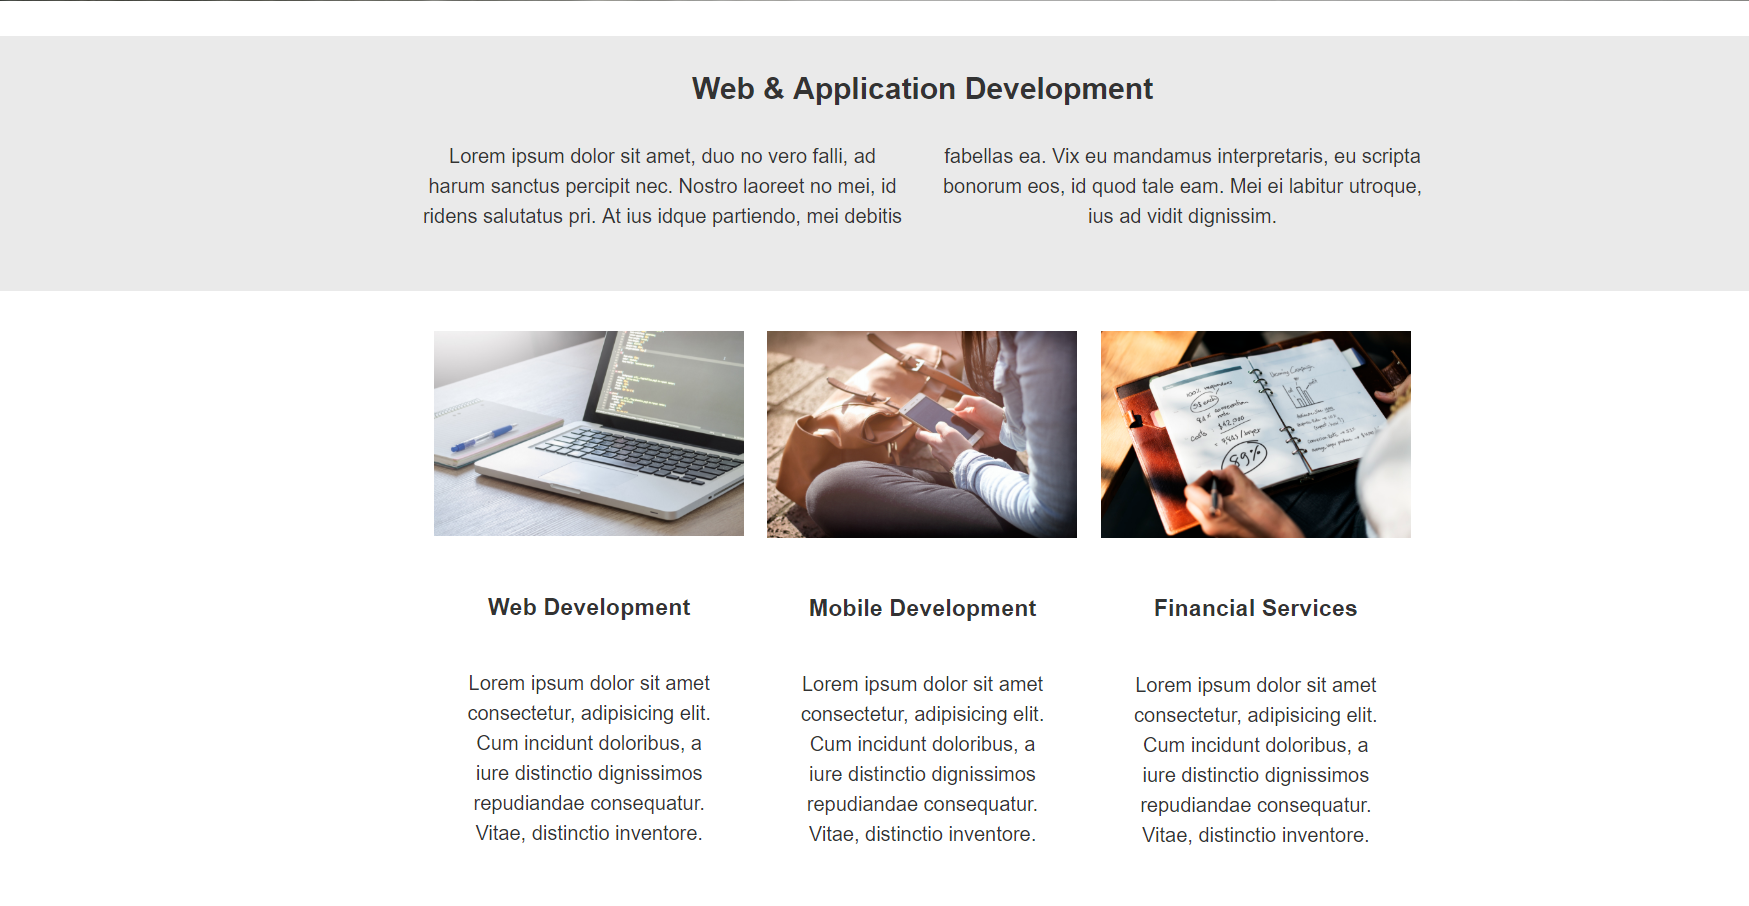 Web & Application Development
Lorem ipsum dolor sit amet, duo no vero falli, ad
harum sanctus percipit nec. Nostro laoreet no mei, id
ridens salutatus pri. At ius idque partiendo, mei debitis
fabellas ea. Vix eu mandamus interpretaris, eu scripta
bonorum eos, id quod tale eam. Mei ei labitur utroque,
ius ad vidit dignissim.
100% responders
89%
Web Development
Lorem ipsum dolor sit amet
consectetur, adipisicing elit.
Cum incidunt doloribus, a
iure distinctio dignissimos
repudiandae consequatur.
Vitae, distinctio inventore.
Mobile Development
Lorem ipsum dolor sit amet
consectetur, adipisicing elit.
Cum incidunt doloribus, a
iure distinctio dignissimos
repudiandae consequatur.
Vitae, distinctio inventore.
Financial Services
Lorem ipsum dolor sit amet
consectetur, adipisicing elit.
Cum incidunt doloribus, a
iure distinctio dignissimos
repudiandae consequatur.
Vitae, distinctio inventore.